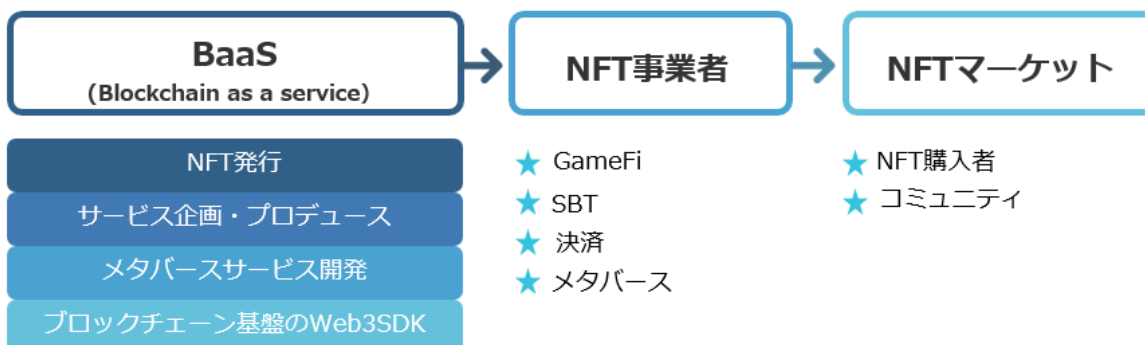 BaaS
(Blockchain as a service)
NFT事業者
NFTマーケット
NFT発行
サービス企画・プロデュース
メタバースサービス開発
ブロックチェーン基盤のWeb3SDK
★ GameFi
★ SBT
★ 決済
★ メタバース
★ NFT購入者
★ コミュニティ